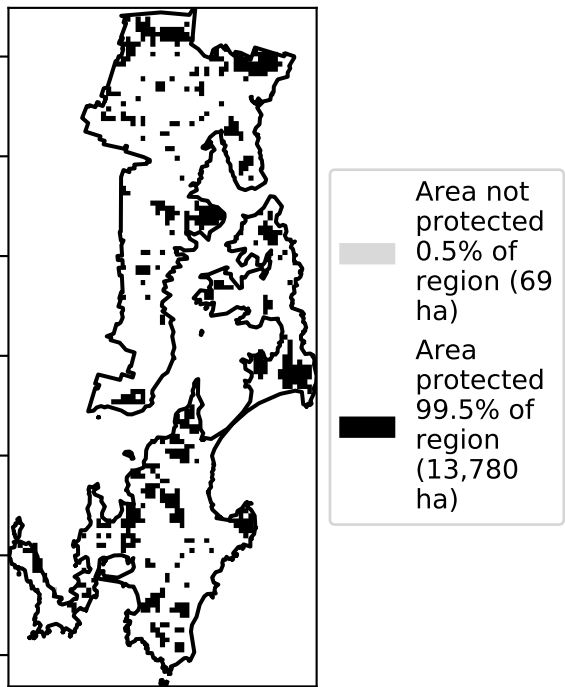 Area not
protected
0.5% of
region (69
ha)
Area
protected
99.5% of
region
(13,780
ha)